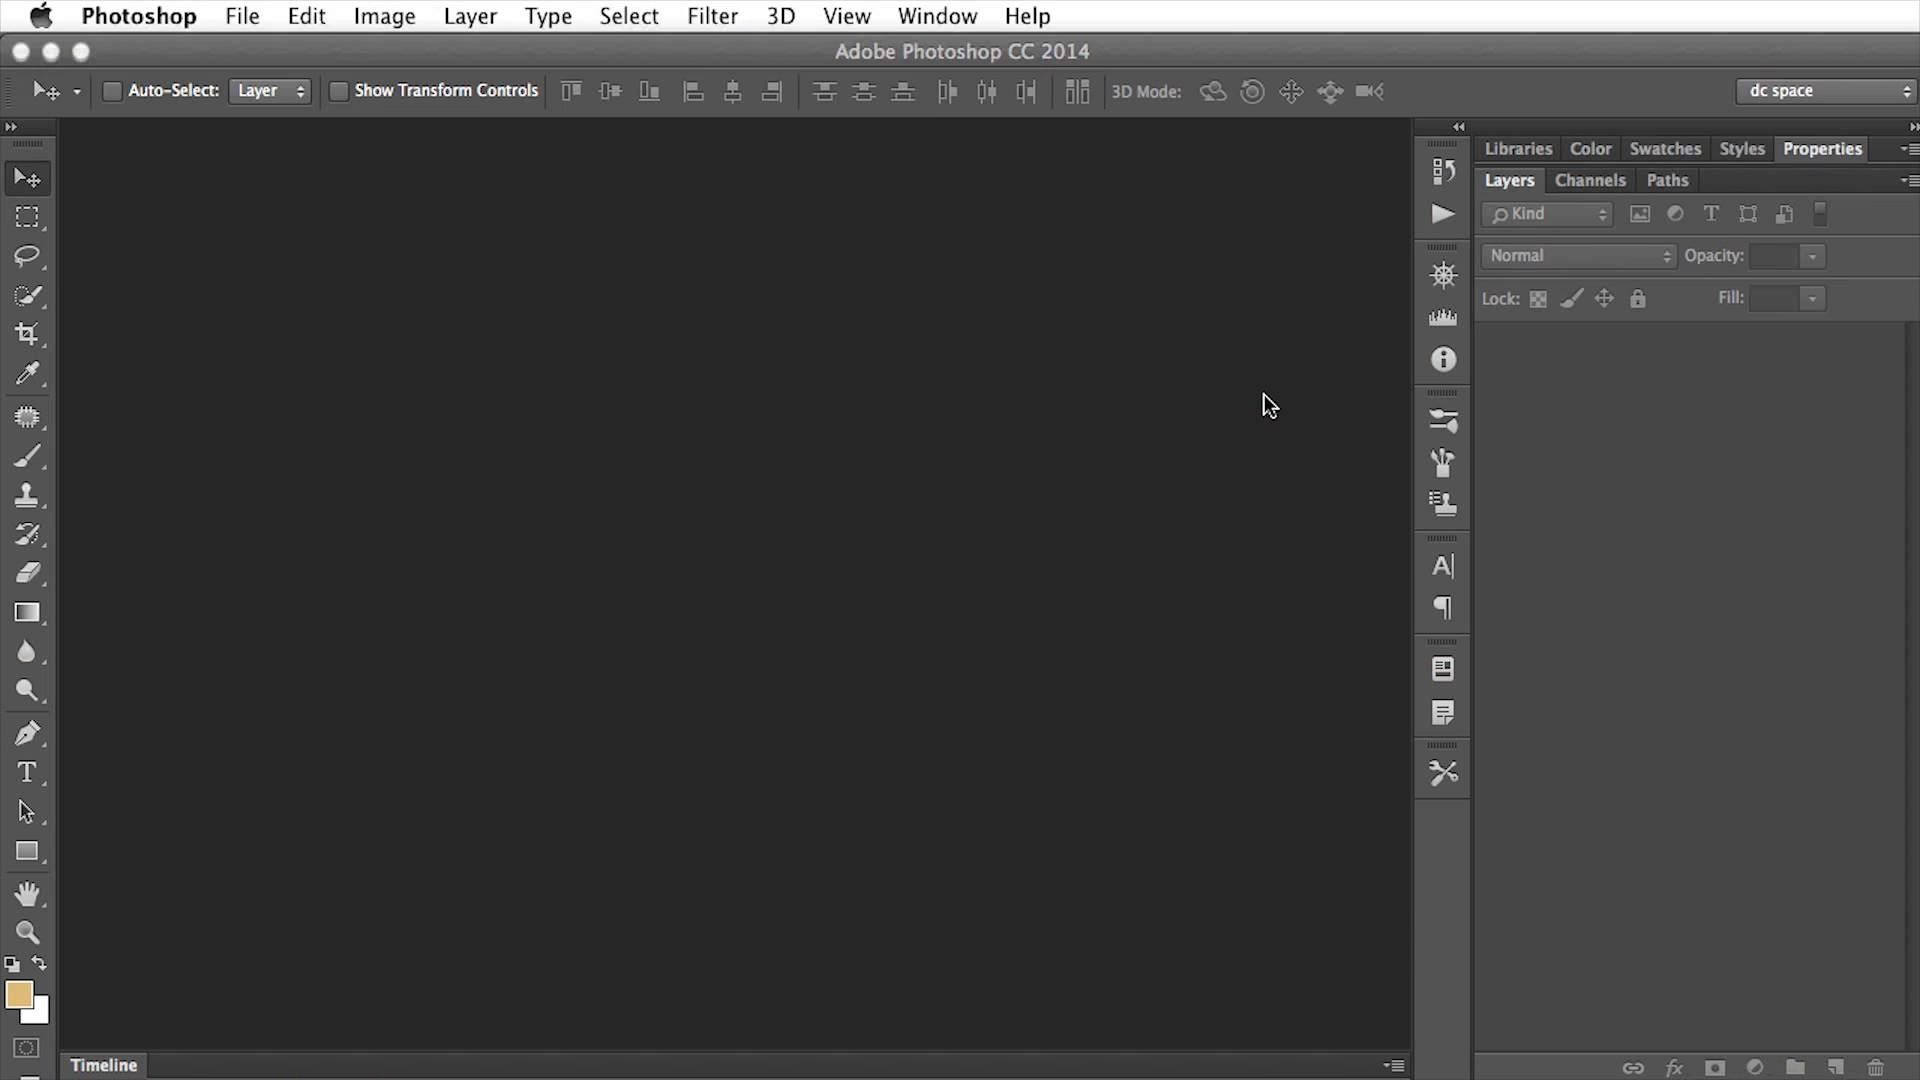 Photoshop File Edit Image Layer Type Select Filter 3D View Window Help
Adobe Photoshop CC 2014
Auto-Select: Layer Show Transform Controls 3D Mode: dc space
Libraries Color Swatches Styles Properties
Layers Channels Paths
Kind
Normal Opacity:
Lock: Fill:
Timeline